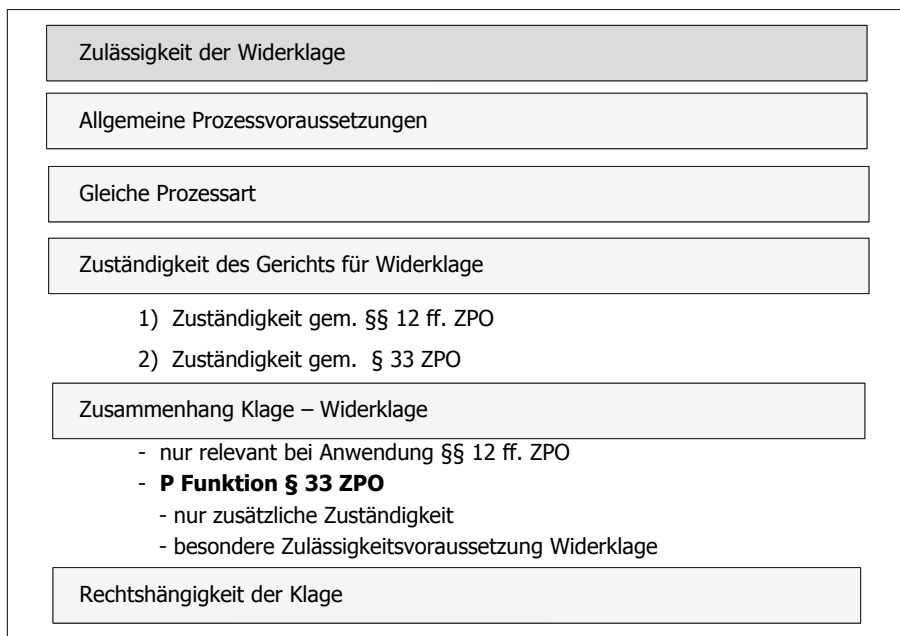 Zulässigkeit der Widerklage
Allgemeine Prozessvoraussetzungen
Gleiche Prozessart
Zuständigkeit des Gerichts für Widerklage
1) Zuständigkeit gem. §§ 12 ff. ZPO
2) Zuständigkeit gem. § 33 ZPO
Zusammenhang Klage – Widerklage
- nur relevant bei Anwendung §§ 12 ff. ZPO
- P Funktion § 33 ZPO
- nur zusätzliche Zuständigkeit
- besondere Zulässigkeitsvoraussetzung Widerklage
Rechtshängigkeit der Klage